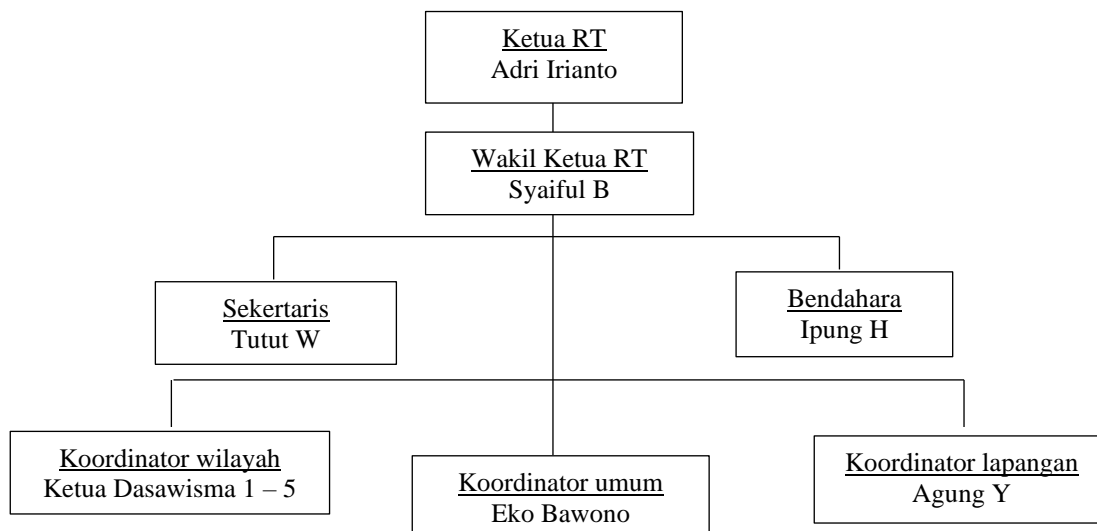 Ketua RT
Adri Irianto
Wakil Ketua RT
Syaiful B
Sekertaris
Tutut W
Bendahara
Ipung H
Koordinator wilayah
Ketua Dasawisma 1 – 5
Koordinator umum
Eko Bawono
Koordinator lapangan
Agung Y